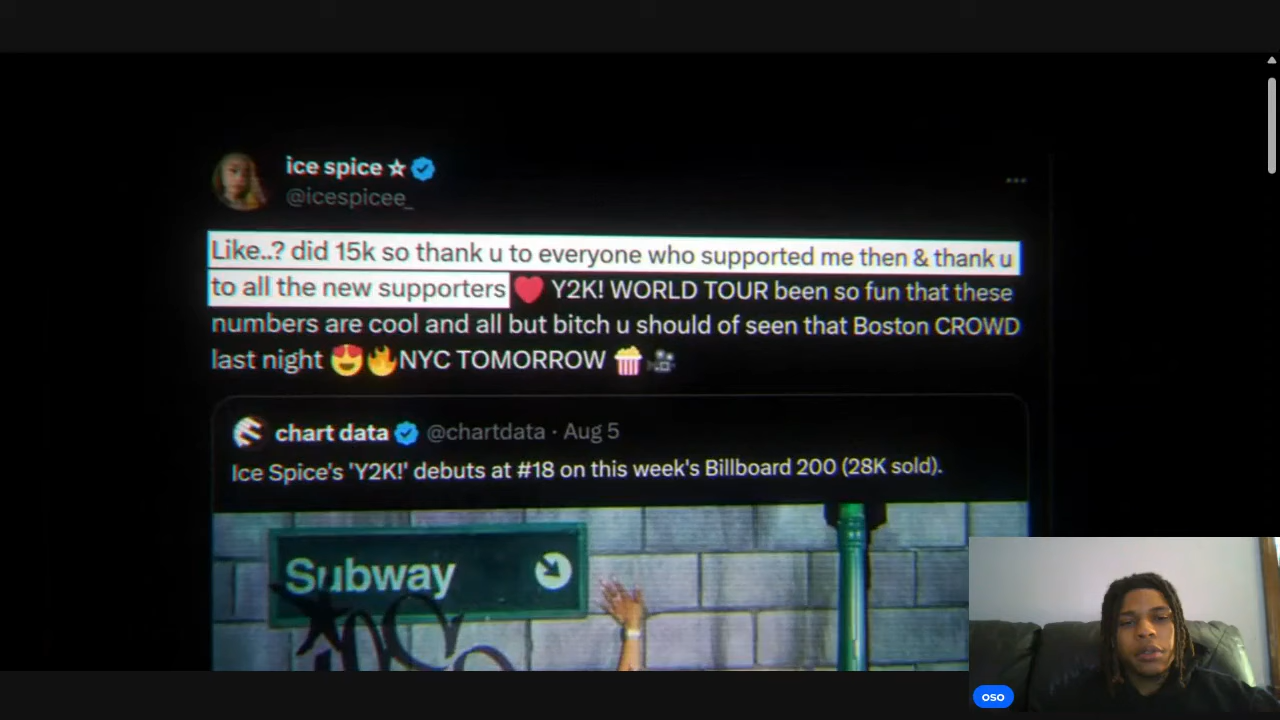 ice spice ☆
@icespicee_
Like..? did 15k so thank u to everyone who supported me then & thank u
to all the new supporters ❤️ Y2K! WORLD TOUR been so fun that these
numbers are cool and all but bitch u should of seen that Boston CROWD
last night 😍🔥NYC TOMORROW 🍿🎥
chart data @chartdata · Aug 5
Ice Spice's 'Y2K!' debuts at #18 on this week's Billboard 200 (28K sold).
Subway
oso